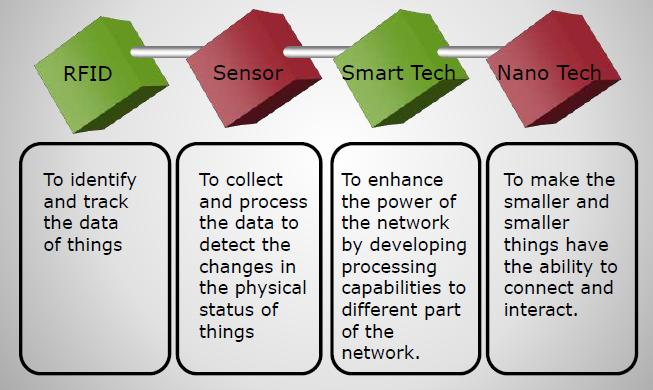 RFID
Sensor
Smart Tech
Nano Tech
To identify
and track
the data
of things
To collect
and process
the data to
detect the
changes in
the physical
status of
things
To enhance
the power of
the network
by developing
processing
capabilities to
different part
of the
network.
To make the
smaller and
smaller
things have
the ability to
connect and
interact.